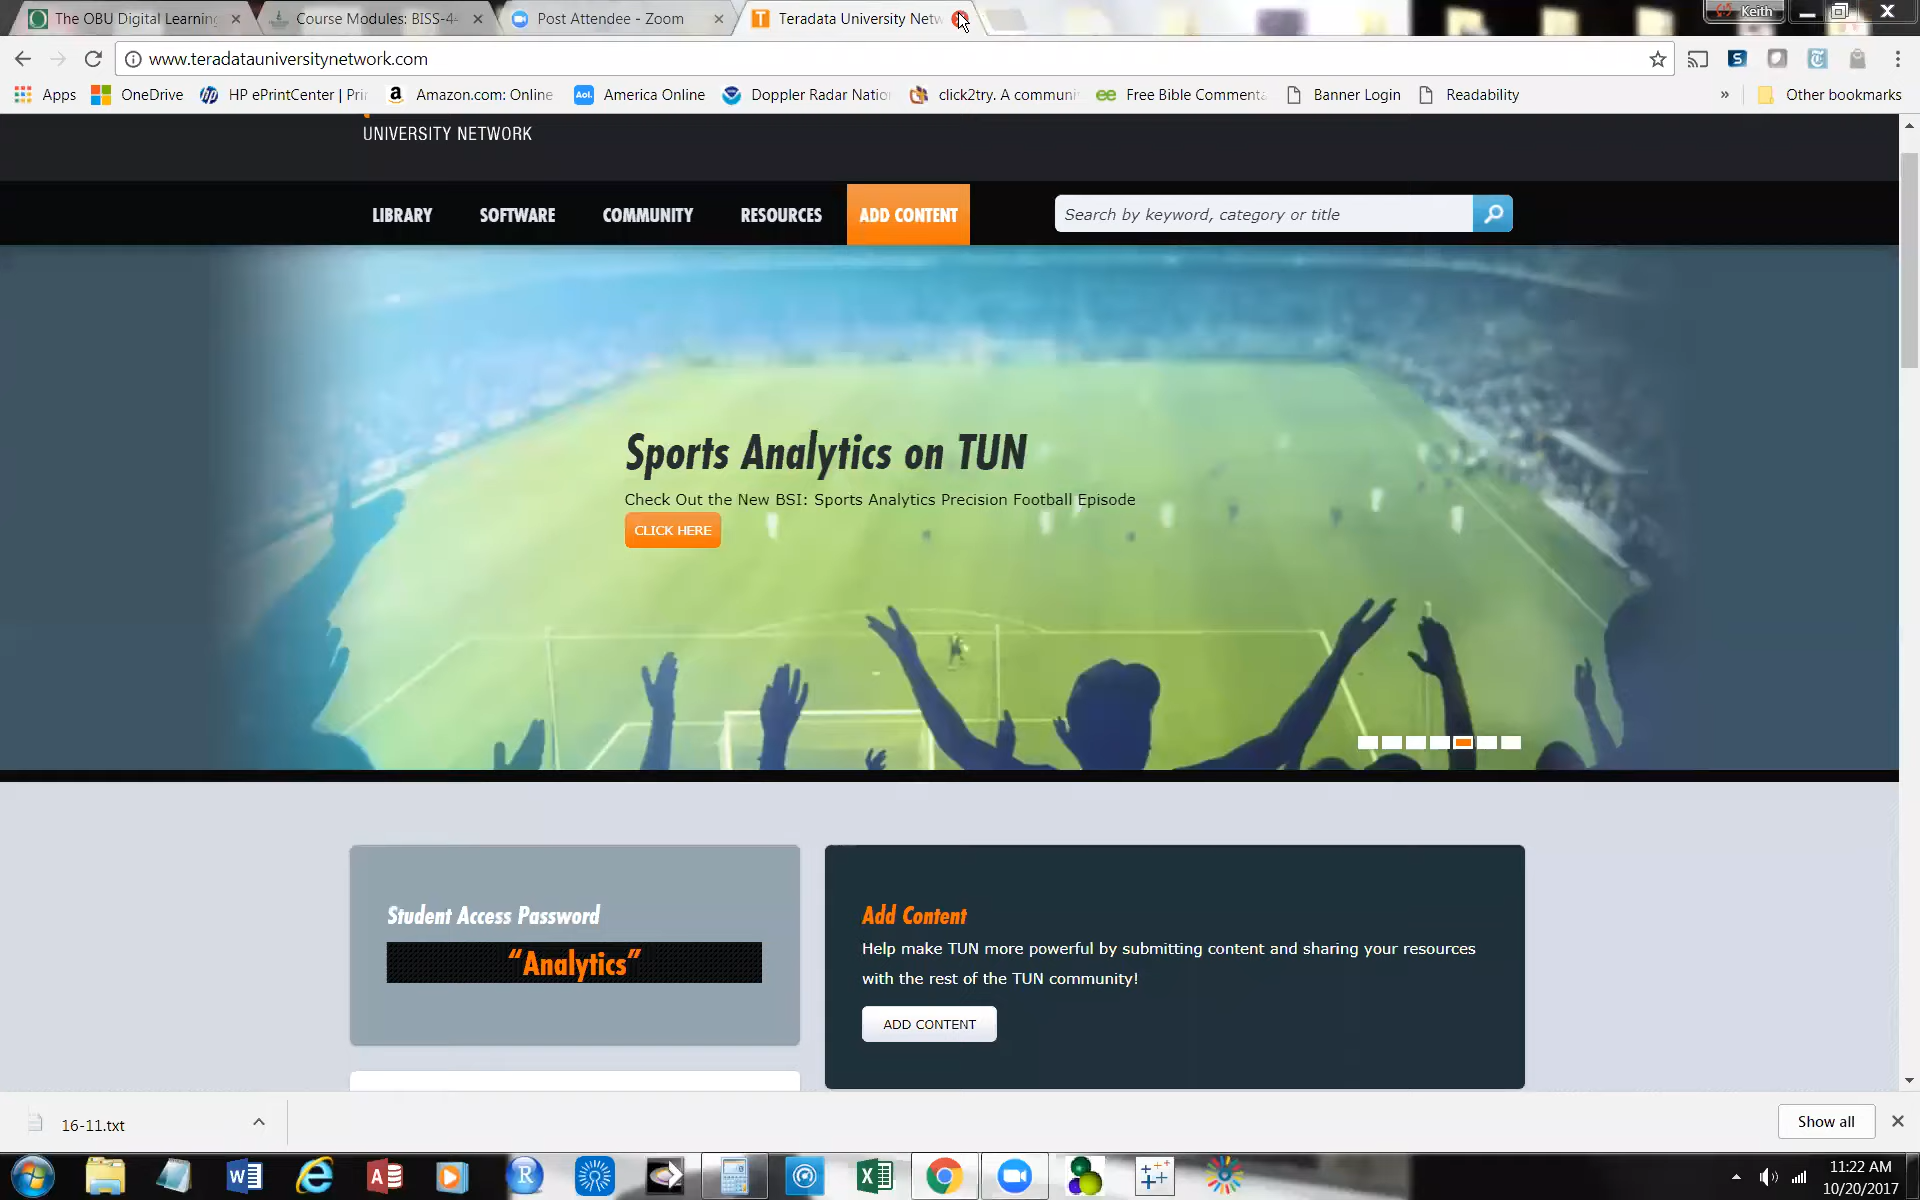 The OBU Digital Learning
Course Modules: BISS-4
Post Attendee - Zoom
Teradata University Netw
Keith
www.teradatauniversitynetwork.com
Apps
OneDrive
HP ePrintCenter | Pri
Amazon.com: Online
America Online
Doppler Radar Natio
click2try. A communi
Free Bible Commenta
Banner Login
Readability
»
Other bookmarks
UNIVERSITY NETWORK
LIBRARY
SOFTWARE
COMMUNITY
RESOURCES
ADD CONTENT
Search by keyword, category or title
Sports Analytics on TUN
Check Out the New BSI: Sports Analytics Precision Football Episode
CLICK HERE
Student Access Password
“Analytics”
Add Content
Help make TUN more powerful by submitting content and sharing your resources
with the rest of the TUN community!
ADD CONTENT
16-11.txt
Show all
11:22 AM
10/20/2017